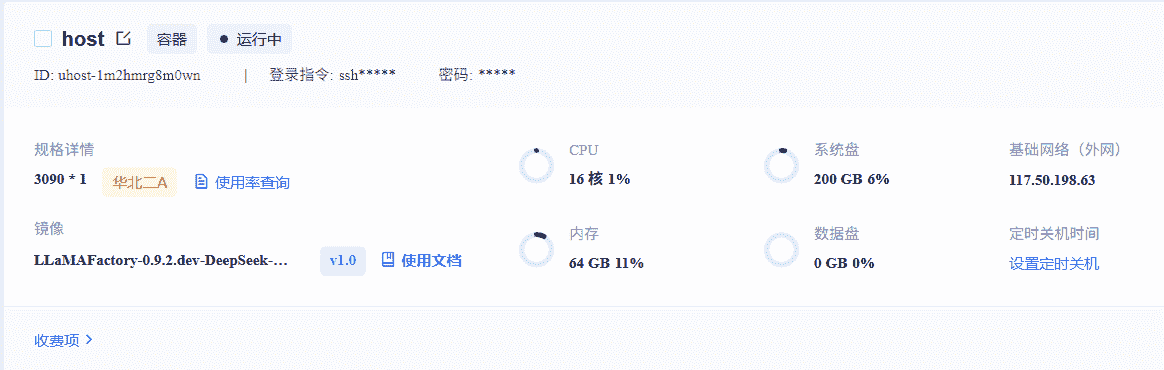 host 容器 运行中
ID: uhost-1m2hmrg8m0wn | 登录指令: ssh***** 密码: *****
规格详情 CPU 系统盘 基础网络（外网）
3090 * 1 华北二A 使用率查询 16 核 1% 200 GB 6% 117.50.198.63
镜像 内存 数据盘 定时关机时间
LLaMAFactory-0.9.2.dev-DeepSeek-... v1.0 使用文档 64 GB 11% 0 GB 0% 设置定时关机
收费项